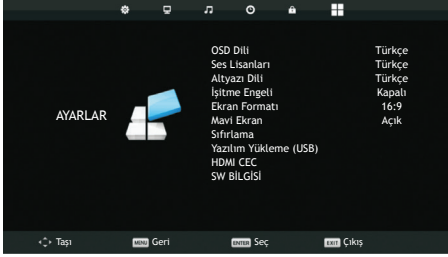 AYARLAR
OSD Dili Türkçe
Ses Lisanları Türkçe
Altyazı Dili Türkçe
İşitme Engeli Kapalı
Ekran Formatı 16:9
Mavi Ekran Açık
Sıfırlama
Yazılım Yükleme (USB)
HDMI CEC
SW BİLGİSİ
Taşı MENU Geri ENTER Seç EXIT Çıkış